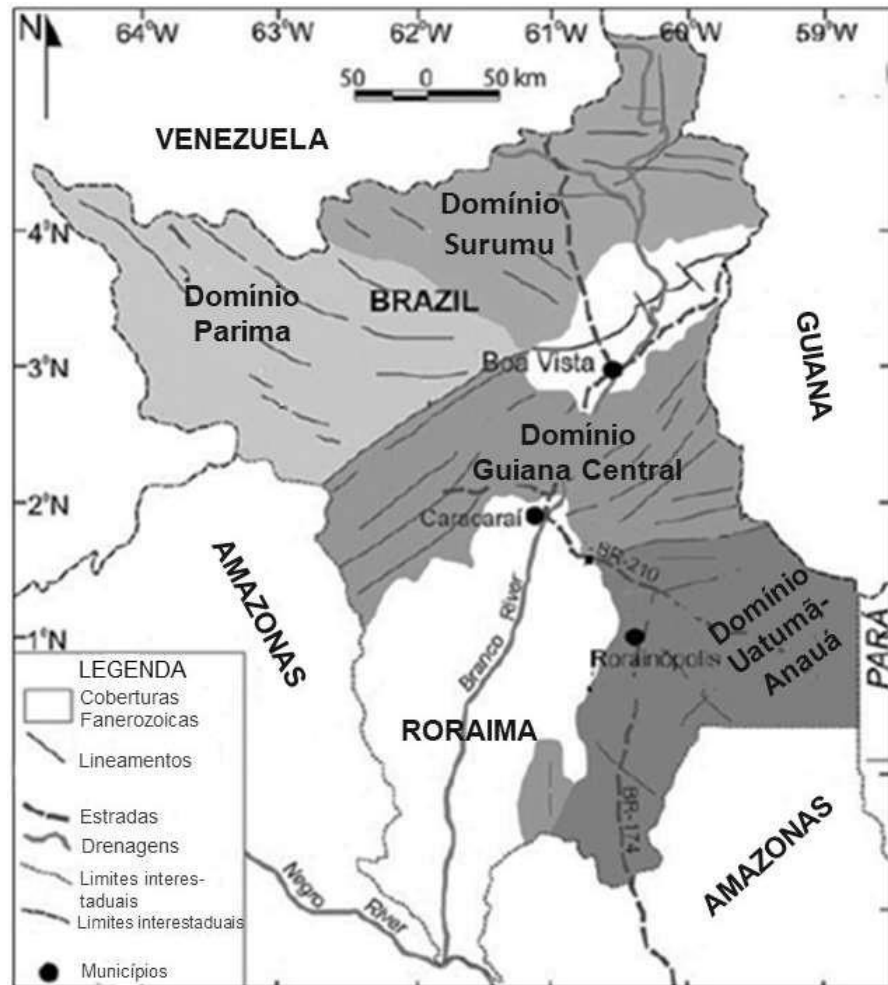 N
64°W 63°W 62°W 61°W 60°W 59°W
50 0 50 km
VENEZUELA
Domínio
Surumu
4°N
Domínio
Parima
BRAZIL
GUIANA
3°N
Boa Vista
Domínio
Guiana Central
2°N
Caracaraí
AMAZONAS
BR-210
Branco River
1°N
Domínio
Uatumã-
Anauá
PARÁ
Rorainópolis
RORAIMA
BR-174
AMAZONAS
Negro
River
LEGENDA
Coberturas
Fanerozoicas
Lineamentos
Estradas
Drenagens
Limites interes-
taduais
Limites interestaduais
Municípios